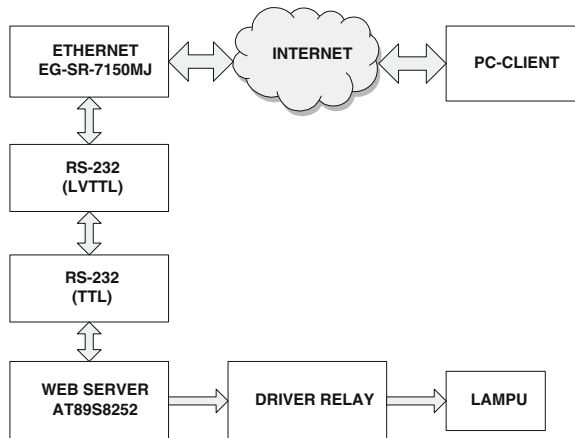 ETHERNET
EG-SR-7150MJ
INTERNET
PC-CLIENT
RS-232
(LVTTL)
RS-232
(TTL)
WEB SERVER
AT89S8252
DRIVER RELAY
LAMPU